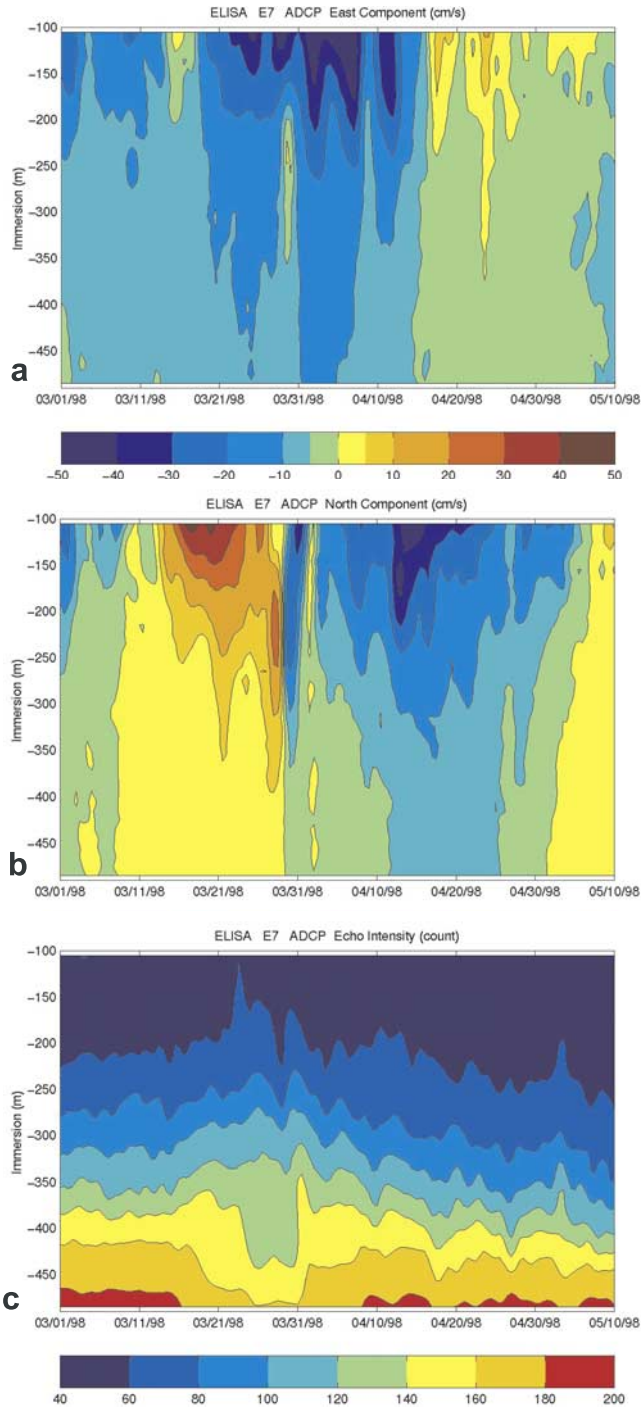 ELISA E7 ADCP East Component (cm/s)
−100
−150
−200
−250
−300
−350
−400
−450
Immersion (m)
a
03/01/98 03/11/98 03/21/98 03/31/98 04/10/98 04/20/98 04/30/98 05/10/98
−50 −40 −30 −20 −10 0 10 20 30 40 50
ELISA E7 ADCP North Component (cm/s)
−100
−150
−200
−250
−300
−350
−400
−450
Immersion (m)
b
03/01/98 03/11/98 03/21/98 03/31/98 04/10/98 04/20/98 04/30/98 05/10/98
ELISA E7 ADCP Echo Intensity (count)
−100
−150
−200
−250
−300
−350
−400
−450
Immersion (m)
c
03/01/98 03/11/98 03/21/98 03/31/98 04/10/98 04/20/98 04/30/98 05/10/98
40 60 80 100 120 140 160 180 200